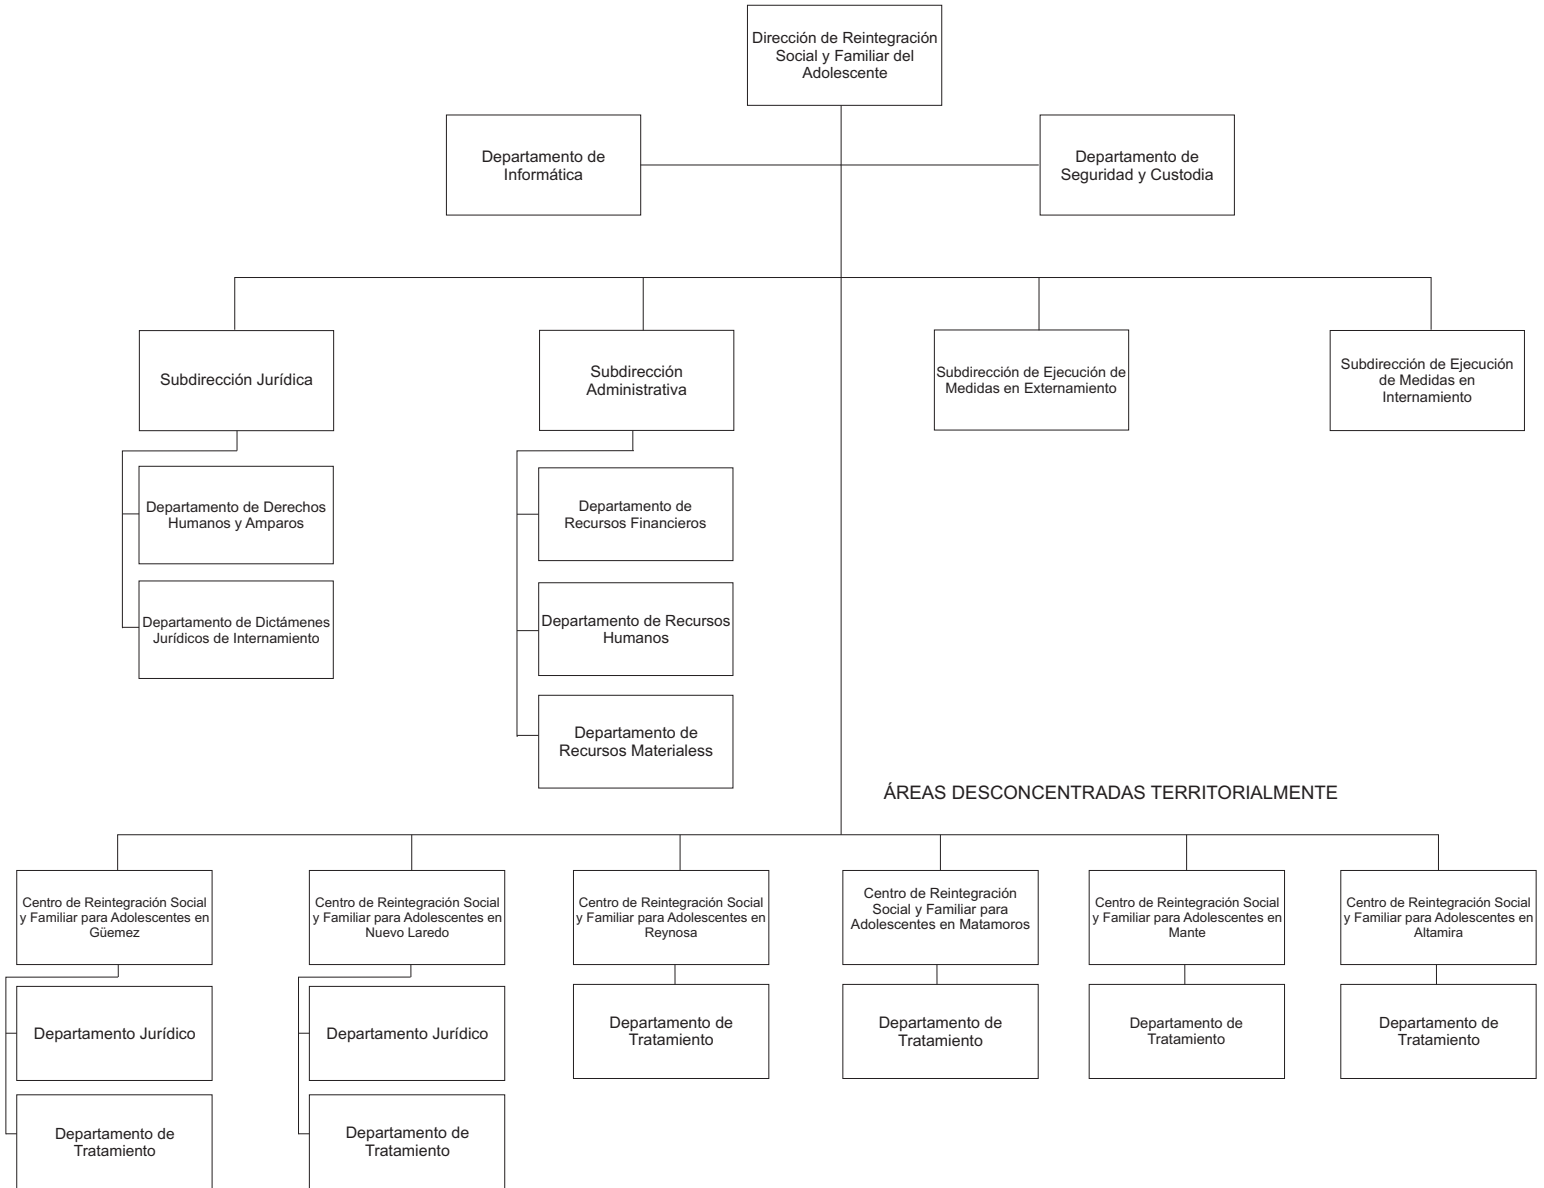 Dirección de Reintegración
Social y Familiar del
Adolescente
Departamento de
Informática
Departamento de
Seguridad y Custodia
Subdirección Jurídica
Subdirección
Administrativa
Subdirección de Ejecución de
Medidas en Externamiento
Subdirección de Ejecución
de Medidas en
Internamiento
Departamento de Derechos
Humanos y Amparos
Departamento de Dictámenes
Jurídicos de Internamiento
Departamento de
Recursos Financieros
Departamento de Recursos
Humanos
Departamento de
Recursos Materialess
ÁREAS DESCONCENTRADAS TERRITORIALMENTE
Centro de Reintegración Social
y Familiar para Adolescentes en
Güemez
Centro de Reintegración Social
y Familiar para Adolescentes en
Nuevo Laredo
Centro de Reintegración Social
y Familiar para Adolescentes en
Reynosa
Centro de Reintegración
Social y Familiar para
Adolescentes en Matamoros
Centro de Reintegración Social
y Familiar para Adolescentes en
Mante
Centro de Reintegración Social
y Familiar para Adolescentes en
Altamira
Departamento Jurídico
Departamento Jurídico
Departamento de
Tratamiento
Departamento de
Tratamiento
Departamento de
Tratamiento
Departamento de
Tratamiento
Departamento de
Tratamiento
Departamento de
Tratamiento